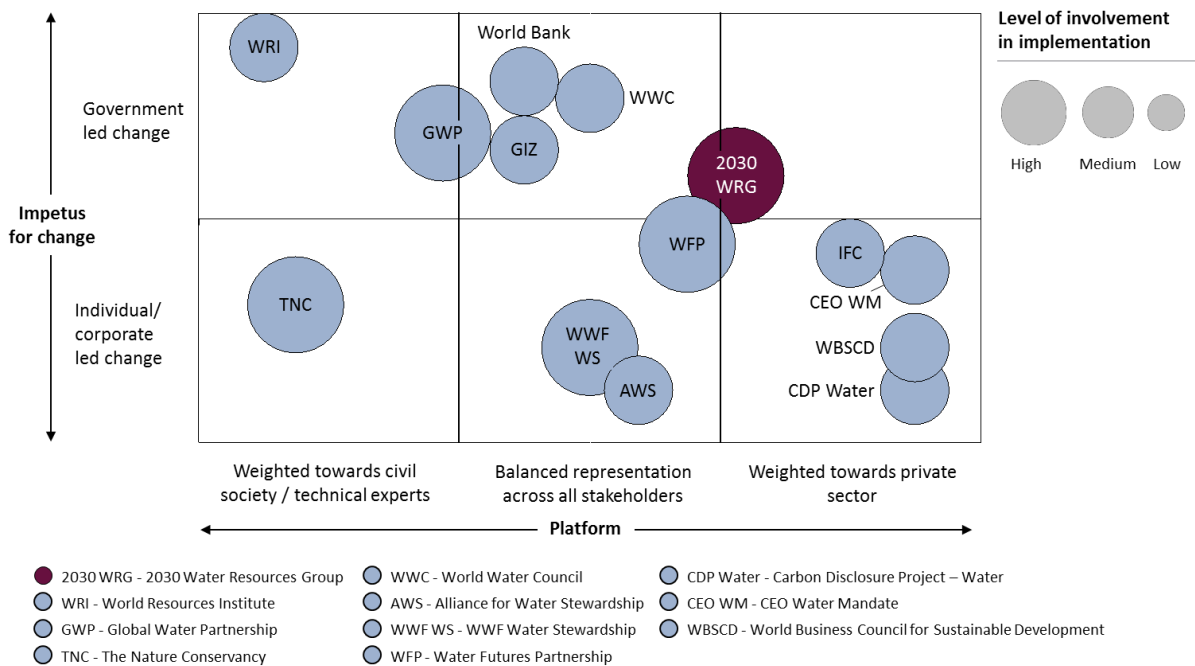 Level of involvement
in implementation
High
Medium
Low
Impetus
for change
Government
led change
Individual/
corporate
led change
WRI
World Bank
WWC
GWP
GIZ
2030
WRG
WFP
IFC
CEO WM
TNC
WWF
WS
AWS
WBSCD
CDP Water
Weighted towards civil
society / technical experts
Balanced representation
across all stakeholders
Weighted towards private
sector
Platform
2030 WRG - 2030 Water Resources Group
WRI - World Resources Institute
GWP - Global Water Partnership
TNC - The Nature Conservancy
WWC - World Water Council
AWS - Alliance for Water Stewardship
WWF WS - WWF Water Stewardship
WFP - Water Futures Partnership
CDP Water - Carbon Disclosure Project – Water
CEO WM - CEO Water Mandate
WBSCD - World Business Council for Sustainable Development